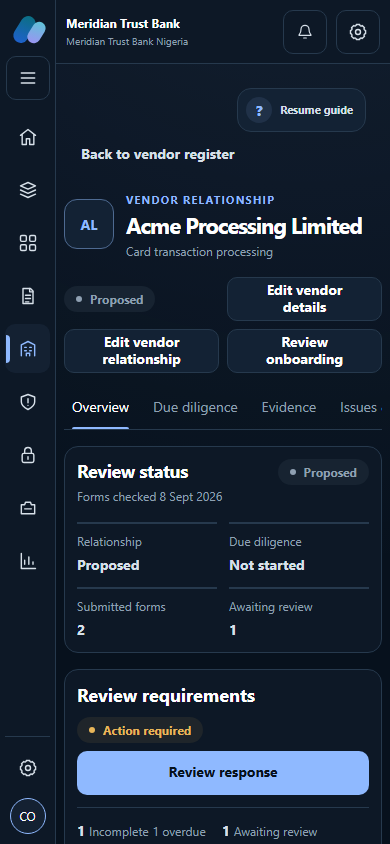 Meridian Trust Bank
Meridian Trust Bank Nigeria
? Resume guide
Back to vendor register
VENDOR RELATIONSHIP
AL
Acme Processing Limited
Card transaction processing
Proposed
Edit vendor
details
Edit vendor
relationship
Review
onboarding
Overview Due diligence Evidence Issues
Review status
Proposed
Forms checked 8 Sept 2026
Relationship
Proposed
Due diligence
Not started
Submitted forms
2
Awaiting review
1
Review requirements
Action required
Review response
1 Incomplete 1 overdue 1 Awaiting review
CO